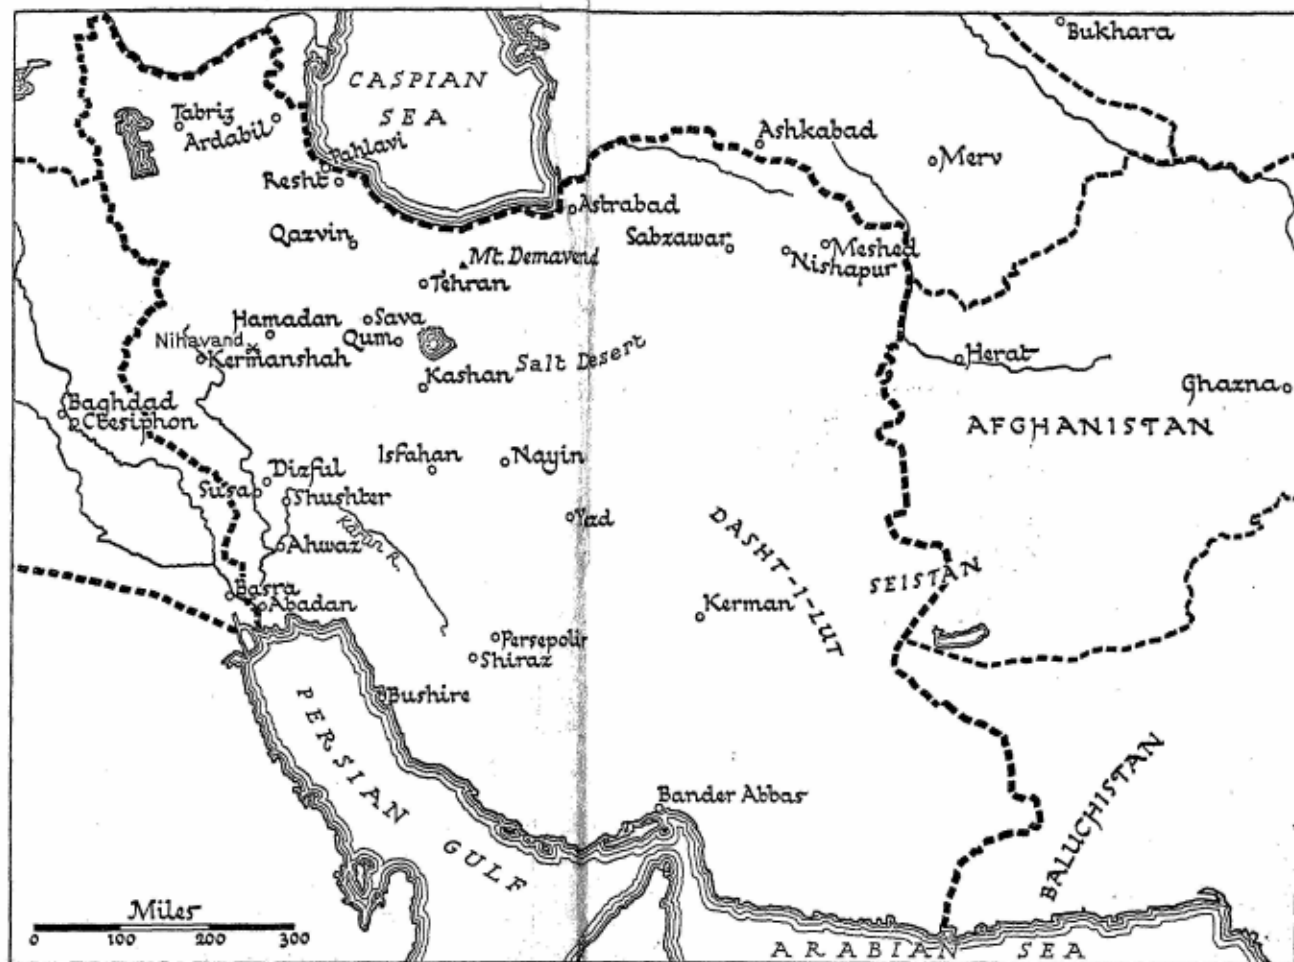 Bukhara
CASPIAN
SEA
Tabriz
Ardabil
Pahlavi
Resht
Ashkabad
Merv
Astrabad
Qazvin
Sabzawar
Meshed
Nishapur
Mt. Demavend
Tehran
Hamadan
Sava
Nihavand
Qum
Kermanshah
Salt Desert
Herat
Kashan
Ghazna
Baghdad
Ctesiphon
AFGHANISTAN
Isfahan
Nayin
Dizful
Susa
Shushter
Yezd
Karun R.
DASHT-I-LUT
Ahwaz
SEISTAN
Basra
Abadan
Kerman
Persepolis
Shiraz
Bushire
PERSIAN
GULF
BALUCHISTAN
Bander Abbas
Miles
0 100 200 300
ARABIAN SEA